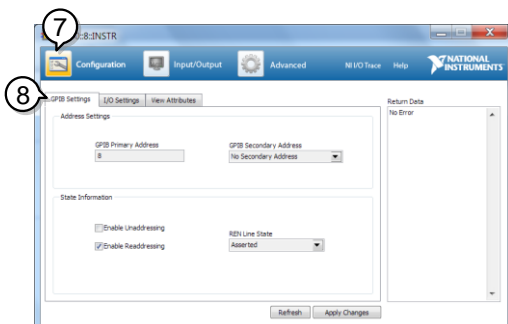 7
::8::INSTR
Configuration Input/Output Advanced NI I/O Trace Help NATIONAL INSTRUMENTS
8
GPIB Settings I/O Settings View Attributes
Return Data
No Error
Address Settings
GPIB Primary Address GPIB Secondary Address
8 No Secondary Address
State Information
Enable Unaddressing
REN Line State
Enable Readdressing Asserted
Refresh Apply Changes